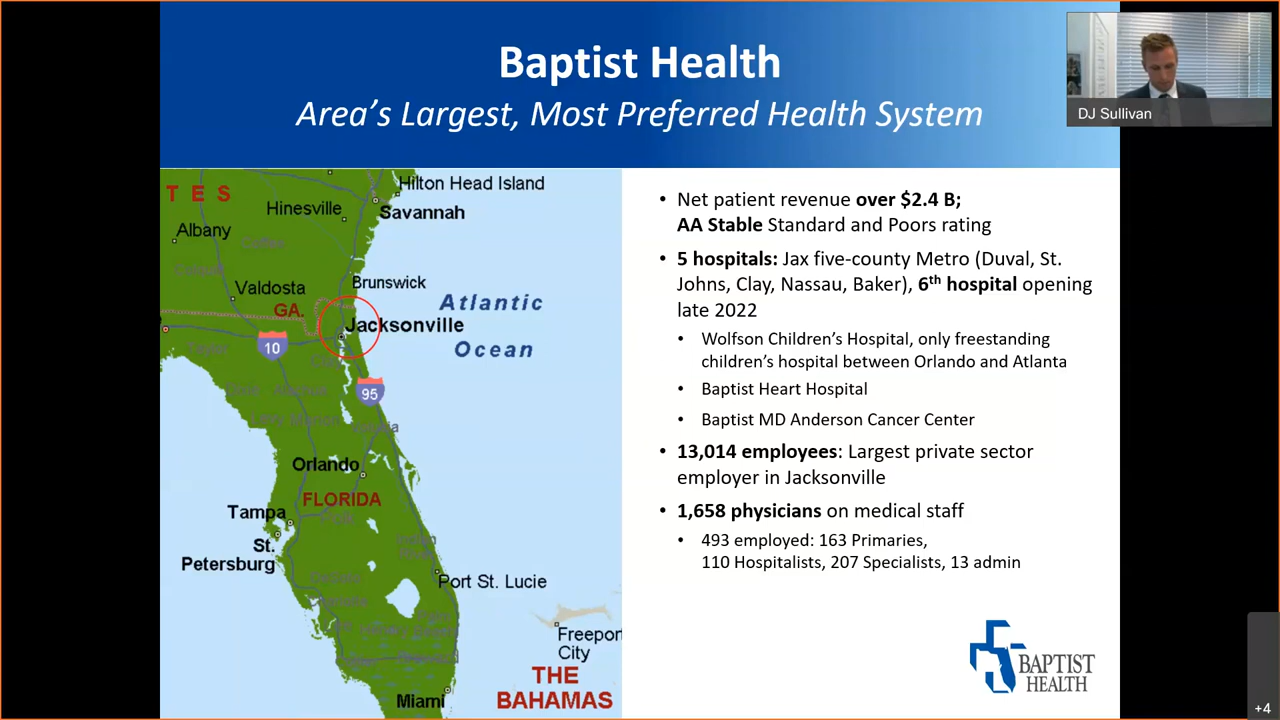 Baptist Health
Area's Largest, Most Preferred Health System
DJ Sullivan
T E S
Hilton Head Island
Hinesville
Savannah
Albany
Brunswick
Valdosta
GA.
Atlantic
Jacksonville
Ocean
10
95
Orlando
FLORIDA
Tampa
St.
Petersburg
Port St. Lucie
Freeport
City
THE
BAHAMAS
Miami
• Net patient revenue over $2.4 B;
AA Stable Standard and Poors rating
• 5 hospitals: Jax five-county Metro (Duval, St.
Johns, Clay, Nassau, Baker), 6th hospital opening
late 2022
• Wolfson Children's Hospital, only freestanding
children's hospital between Orlando and Atlanta
• Baptist Heart Hospital
• Baptist MD Anderson Cancer Center
• 13,014 employees: Largest private sector
employer in Jacksonville
• 1,658 physicians on medical staff
• 493 employed: 163 Primaries,
110 Hospitalists, 207 Specialists, 13 admin
BAPTIST
HEALTH
+4